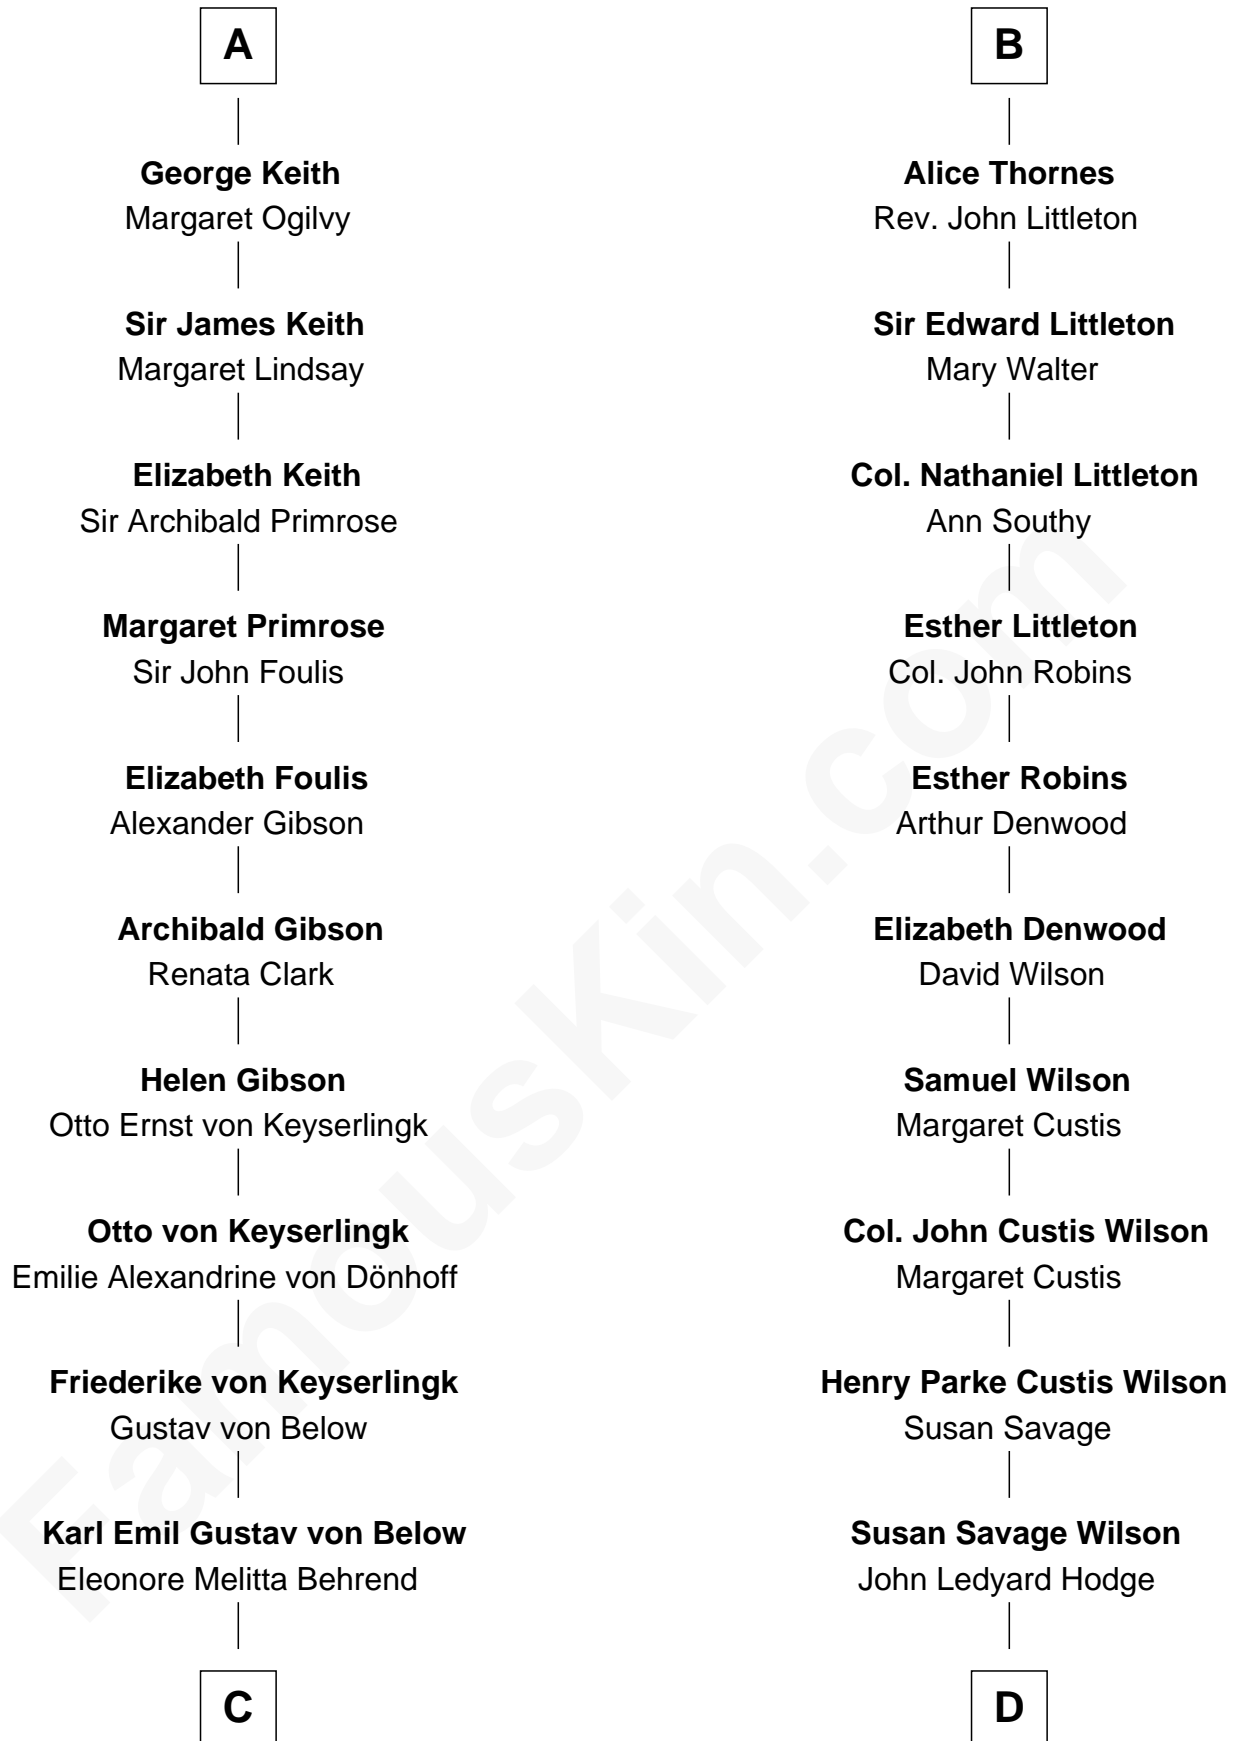 A
George Keith
Margaret Ogilvy
Sir James Keith
Margaret Lindsay
Elizabeth Keith
Sir Archibald Primrose
Margaret Primrose
Sir John Foulis
Elizabeth Foulis
Alexander Gibson
Archibald Gibson
Renata Clark
Helen Gibson
Otto Ernst von Keyserlingk
Otto von Keyserlingk
Emilie Alexandrine von Dönhoff
Friederike von Keyserlingk
Gustav von Below
Karl Emil Gustav von Below
Eleonore Melitta Behrend
C
B
Alice Thornes
Rev. John Littleton
Sir Edward Littleton
Mary Walter
Col. Nathaniel Littleton
Ann Southy
Esther Littleton
Col. John Robins
Esther Robins
Arthur Denwood
Elizabeth Denwood
David Wilson
Samuel Wilson
Margaret Custis
Col. John Custis Wilson
Margaret Custis
Henry Parke Custis Wilson
Susan Savage
Susan Savage Wilson
John Ledyard Hodge
D
FamousKin.com